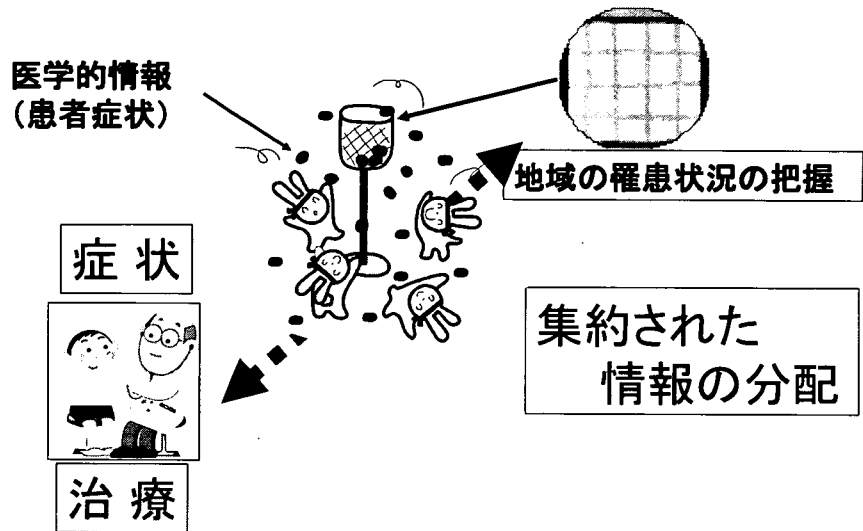 医学的情報
（患者症状）
地域の罹患状況の把握
症 状
集約された
情報の分配
治 療